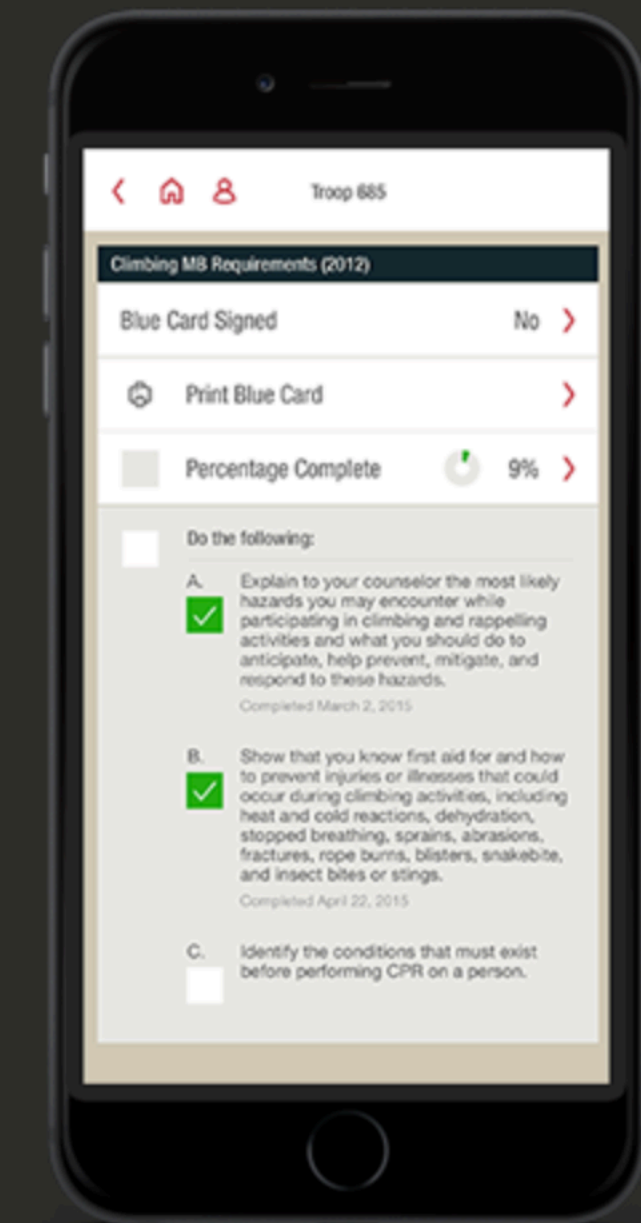 Troop 685
Climbing MB Requirements (2012)
Blue Card Signed No
Print Blue Card
Percentage Complete 9%
Do the following:
A. Explain to your counselor the most likely
hazards you may encounter while
participating in climbing and rappelling
activities and what you should do to
anticipate, help prevent, mitigate, and
respond to these hazards.
Completed March 2, 2015
B. Show that you know first aid for and how
to prevent injuries or illnesses that could
occur during climbing activities, including
heat and cold reactions, dehydration,
stopped breathing, sprains, abrasions,
fractures, rope burns, blisters, snakebite,
and insect bites or stings.
Completed April 22, 2015
C. Identify the conditions that must exist
before performing CPR on a person.